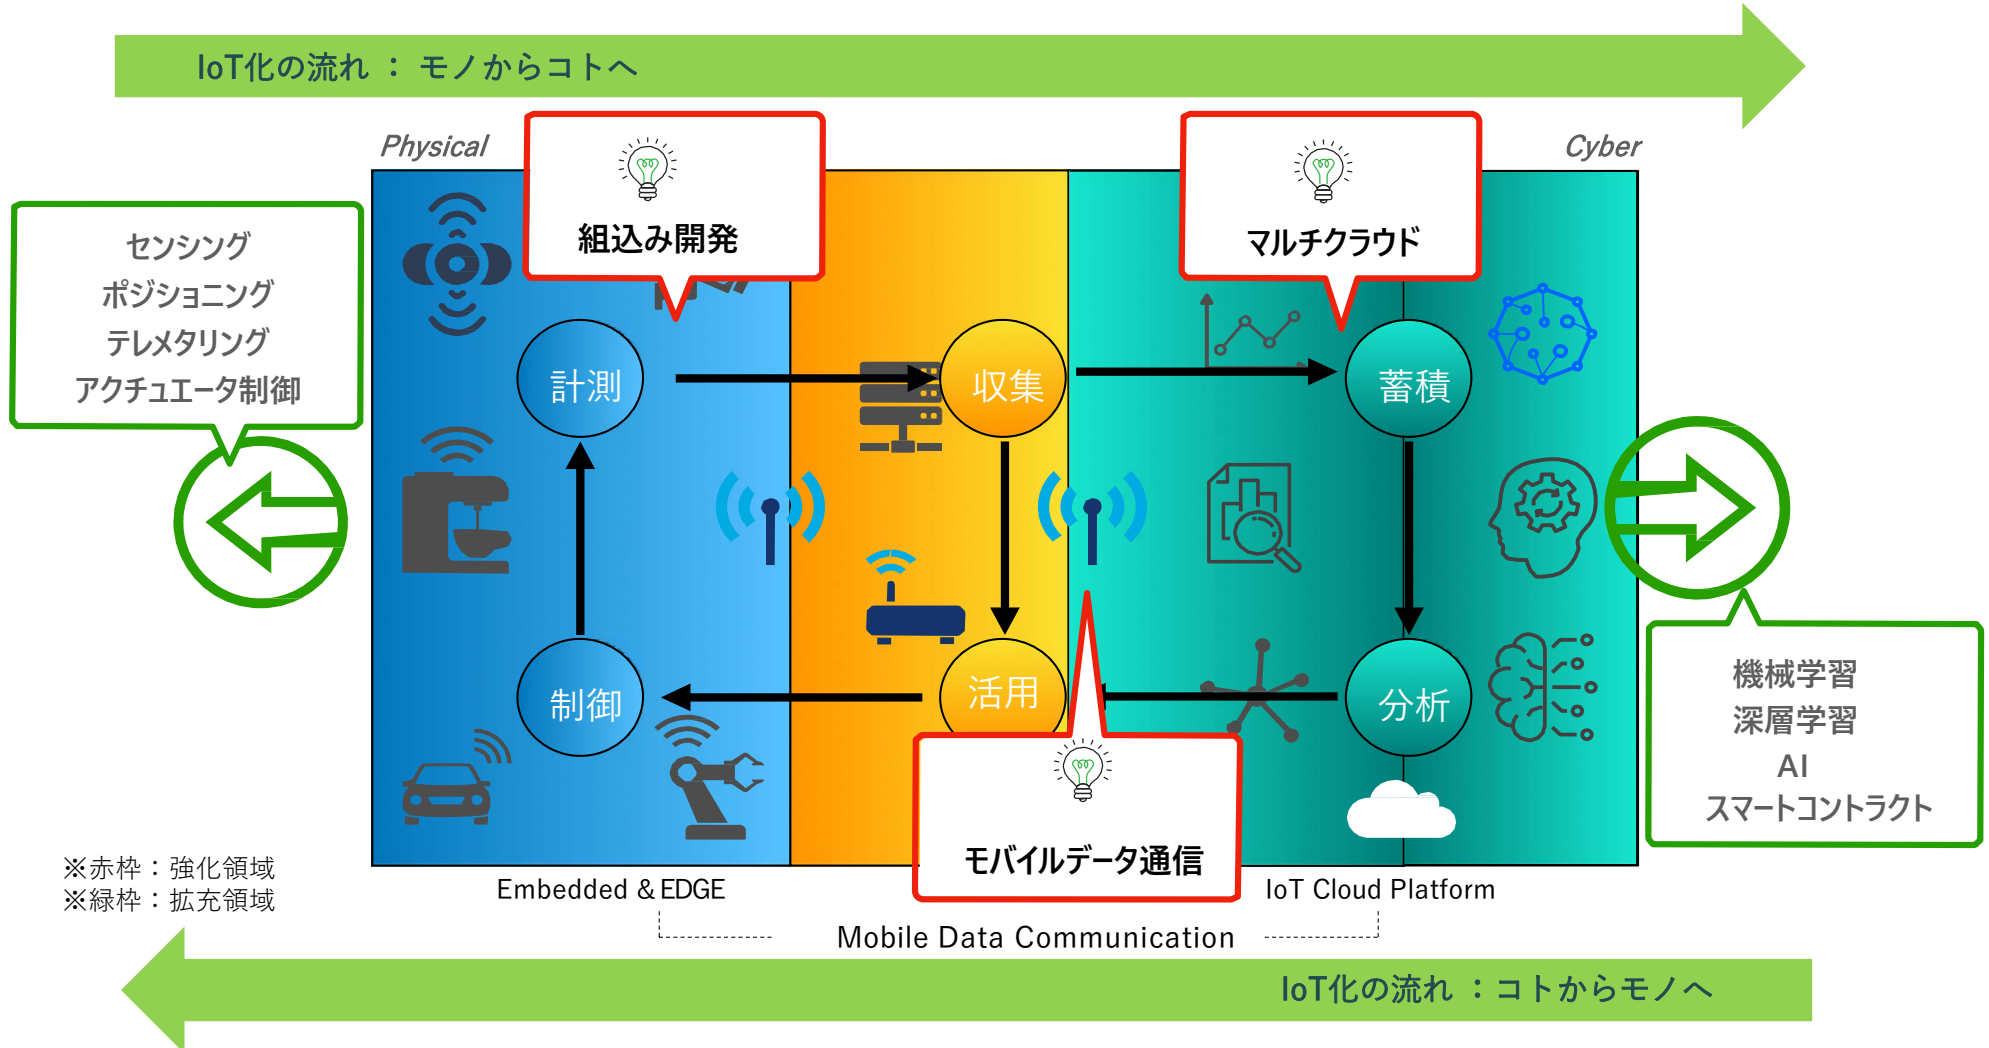 IoT化の流れ ： モノからコトへ
Physical
Cyber
組込み開発
マルチクラウド
センシング
ポジショニング
テレメタリング
アクチュエータ制御
計測
収集
蓄積
制御
活用
分析
機械学習
深層学習
AI
スマートコントラクト
モバイルデータ通信
※赤枠：強化領域
※緑枠：拡充領域
Embedded & EDGE
IoT Cloud Platform
Mobile Data Communication
IoT化の流れ ：コトからモノへ